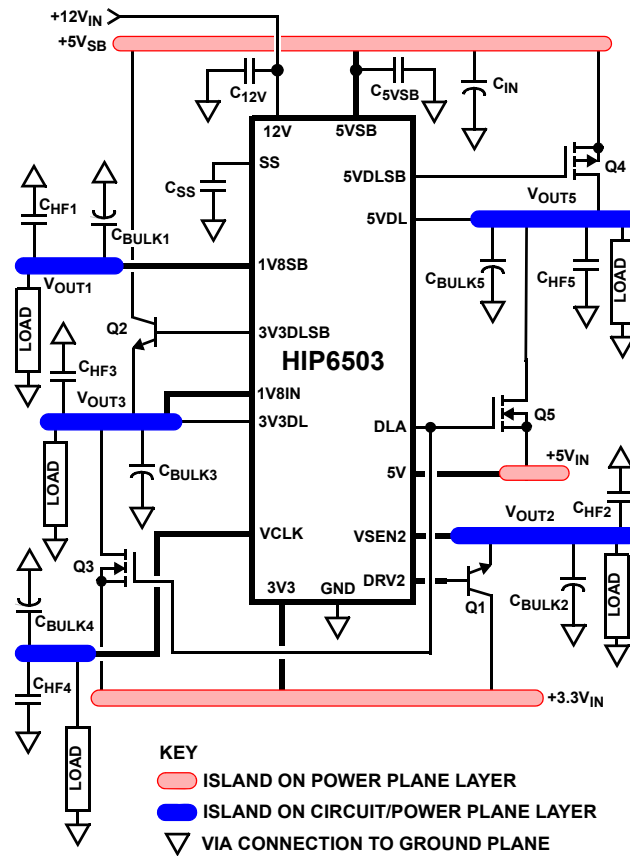 +12VIN
+5VSB
C12V
C5VSB
CIN
12V
5VSB
SS
CSS
5VDLSB
Q4
CHF1
CBULK1
5VDL
VOUT5
1V8SB
VOUT1
CBULK5
CHF5
LOAD
LOAD
Q2
3V3DLSB
HIP6503
CHF3
VOUT3
1V8IN
3V3DL
DLA
Q5
+5VIN
5V
LOAD
CBULK3
CHF2
VCLK
VSEN2
VOUT2
Q3
3V3
GND
DRV2
Q1
CBULK2
LOAD
CBULK4
CHF4
+3.3VIN
LOAD
KEY
ISLAND ON POWER PLANE LAYER
ISLAND ON CIRCUIT/POWER PLANE LAYER
VIA CONNECTION TO GROUND PLANE